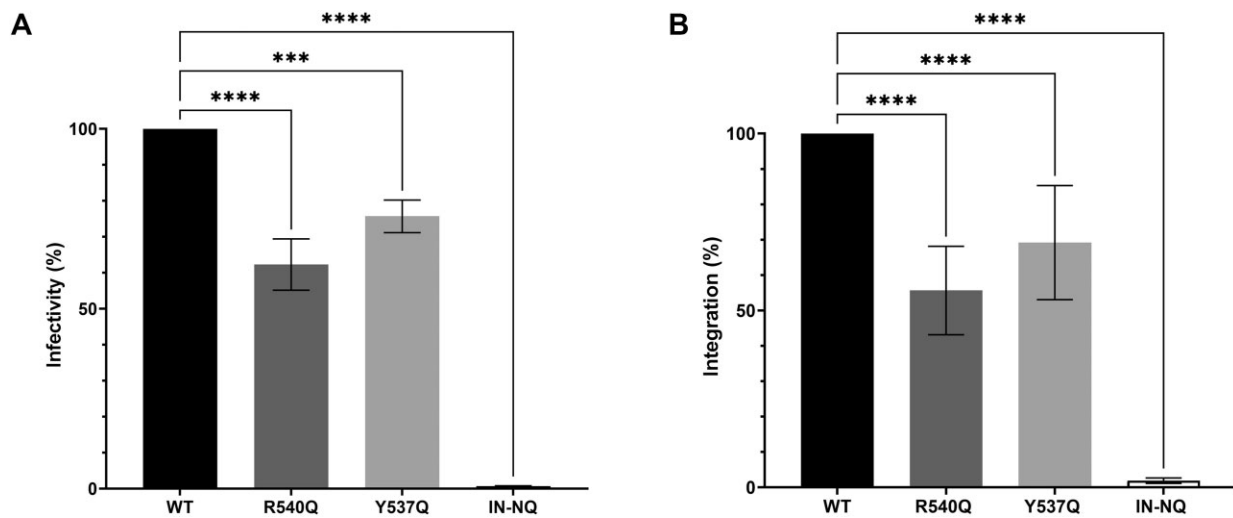 A
****
***
****
100
50
0
Infectivity (%)
WT R540Q Y537Q IN-NQ
B
****
****
****
100
50
0
Integration (%)
WT R540Q Y537Q IN-NQ